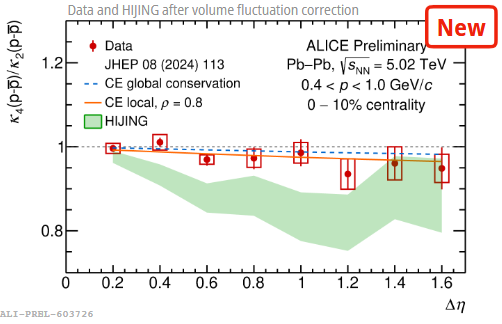 Data and HIJING after volume fluctuation correction
New
κ₄(p-p̅)/κ₂(p-p̅)
1.2
1
0.8
Data
JHEP 08 (2024) 113
CE global conservation
CE local, ρ = 0.8
HIJING
ALICE Preliminary
Pb–Pb, √sNN = 5.02 TeV
0.4 < p < 1.0 GeV/c
0 – 10% centrality
0 0.2 0.4 0.6 0.8 1.0 1.2 1.4 1.6
Δη
ALI-PREL-603726